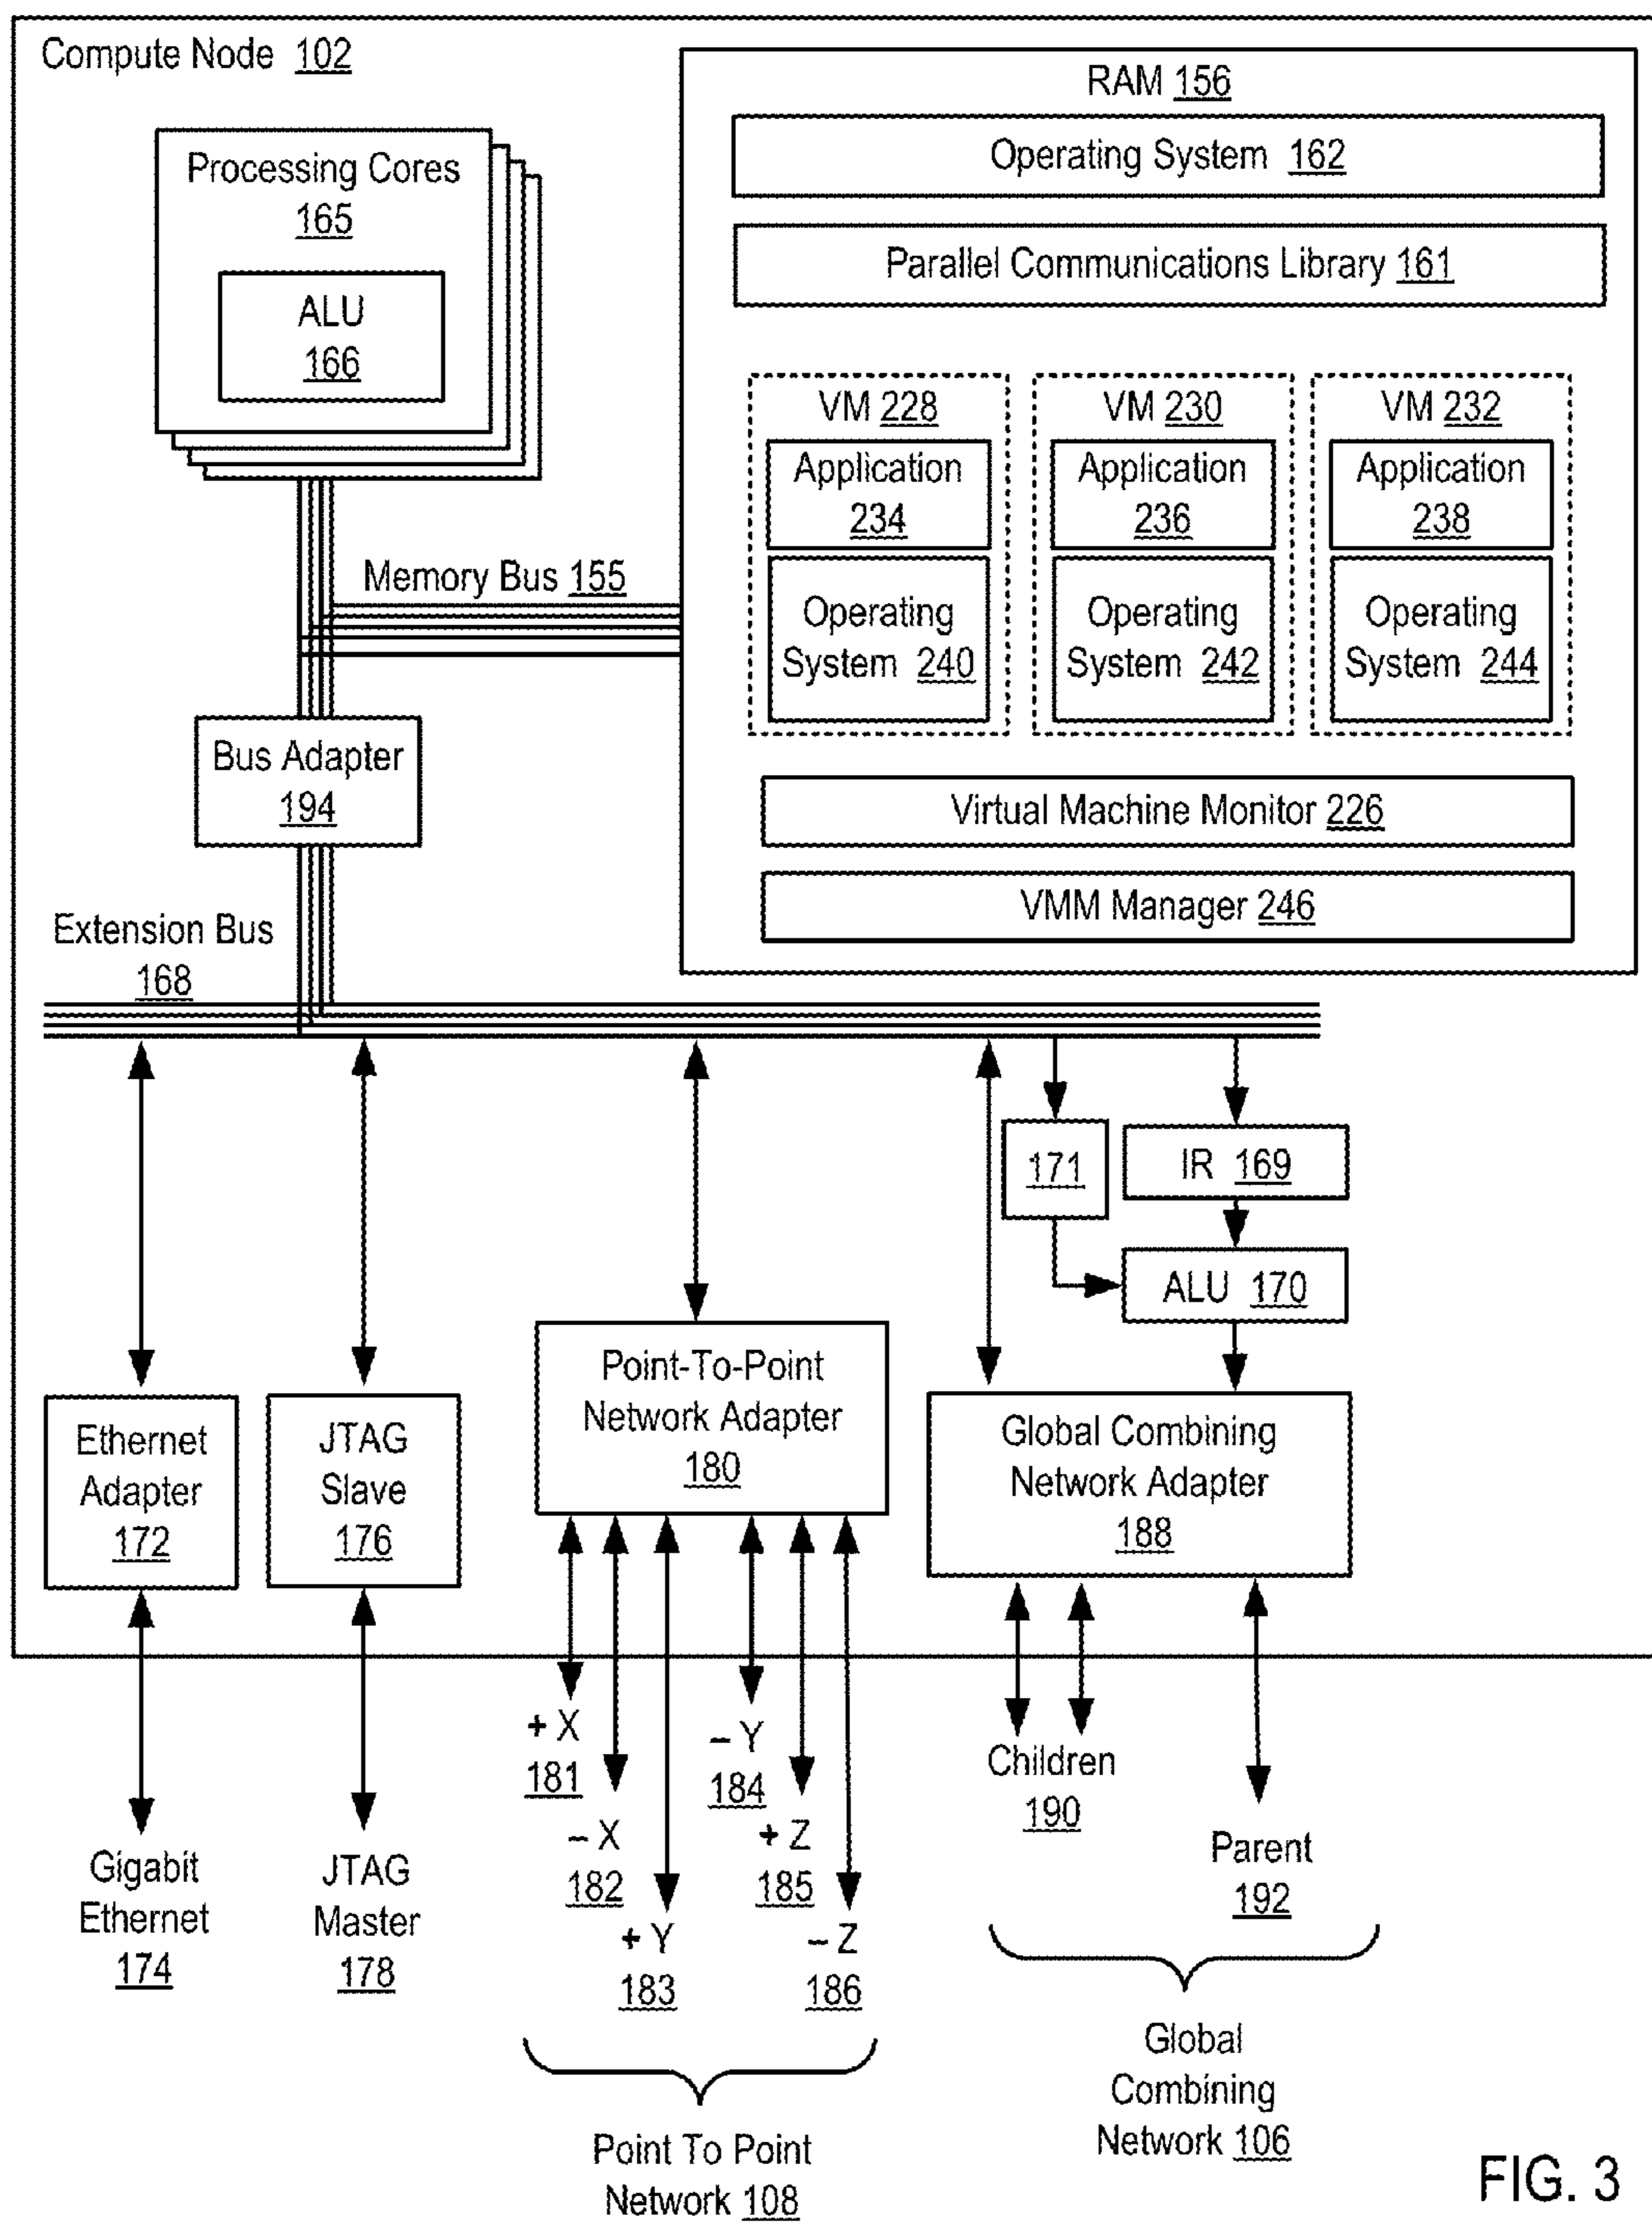 Compute Node 102
Processing Cores
165
ALU
166
RAM 156
Operating System 162
Parallel Communications Library 161
VM 228
Application
234
Operating
System 240
VM 230
Application
236
Operating
System 242
VM 232
Application
238
Operating
System 244
Virtual Machine Monitor 226
VMM Manager 246
Memory Bus 155
Bus Adapter
194
Extension Bus
168
171
IR 169
ALU 170
Ethernet
Adapter
172
JTAG
Slave
176
Point-To-Point
Network Adapter
180
Global Combining
Network Adapter
188
Gigabit
Ethernet
174
JTAG
Master
178
+ X
181
– X
182
+ Y
183
– Y
184
+ Z
185
– Z
186
Children
190
Parent
192
Point To Point
Network 108
Global
Combining
Network 106
FIG. 3